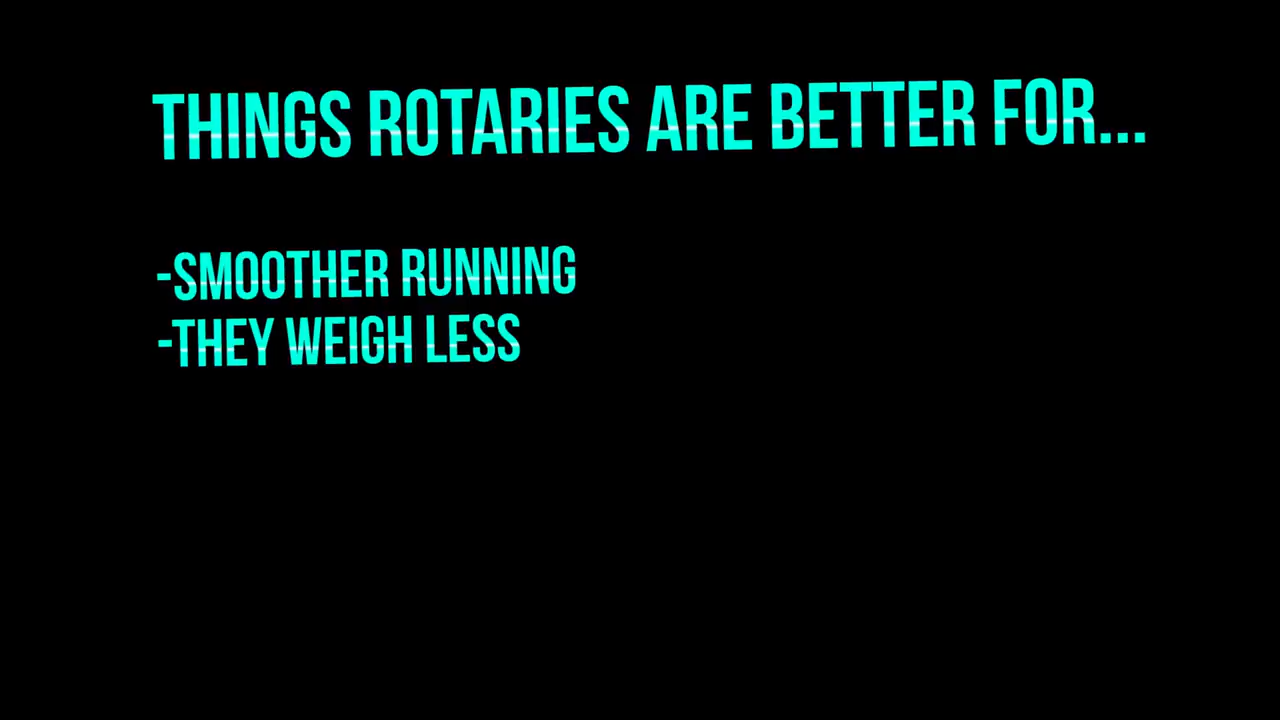 THINGS ROTARIES ARE BETTER FOR...
-SMOOTHER RUNNING
-THEY WEIGH LESS